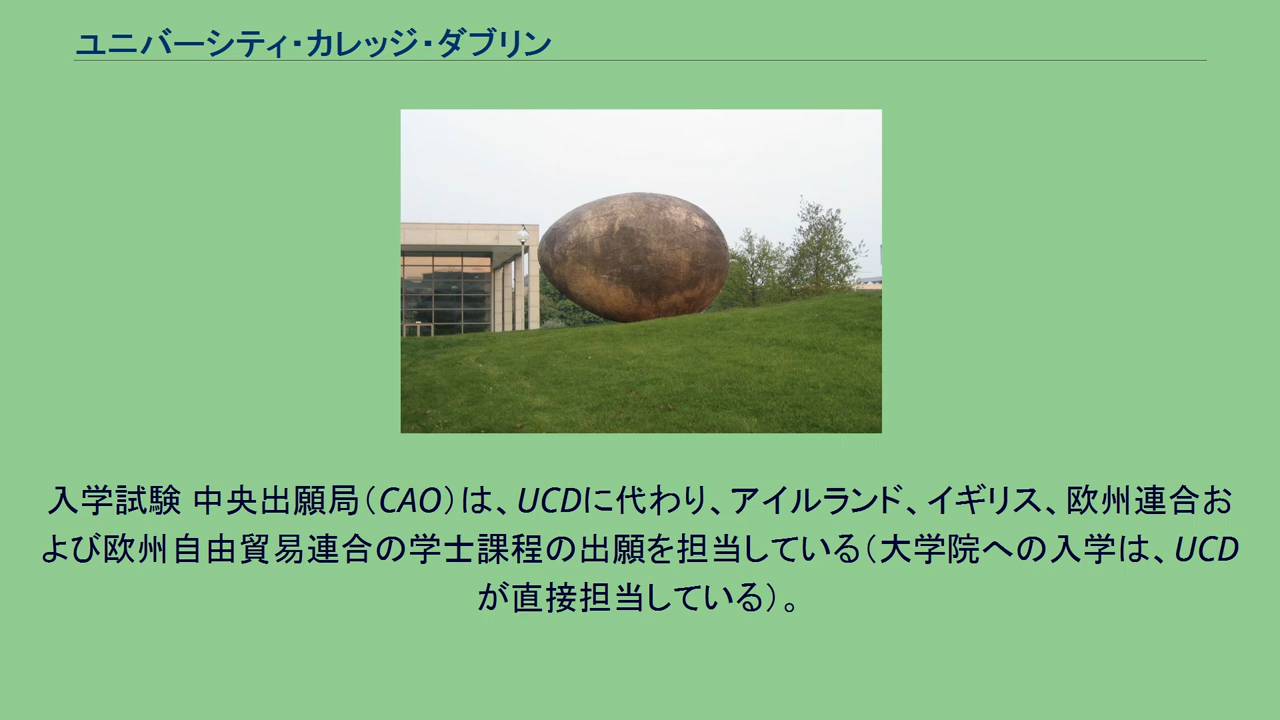 ユニバーシティ・カレッジ・ダブリン
入学試験 中央出願局（CAO）は、UCDに代わり、アイルランド、イギリス、欧州連合お
よび欧州自由貿易連合の学士課程の出願を担当している（大学院への入学は、UCD
が直接担当している）。